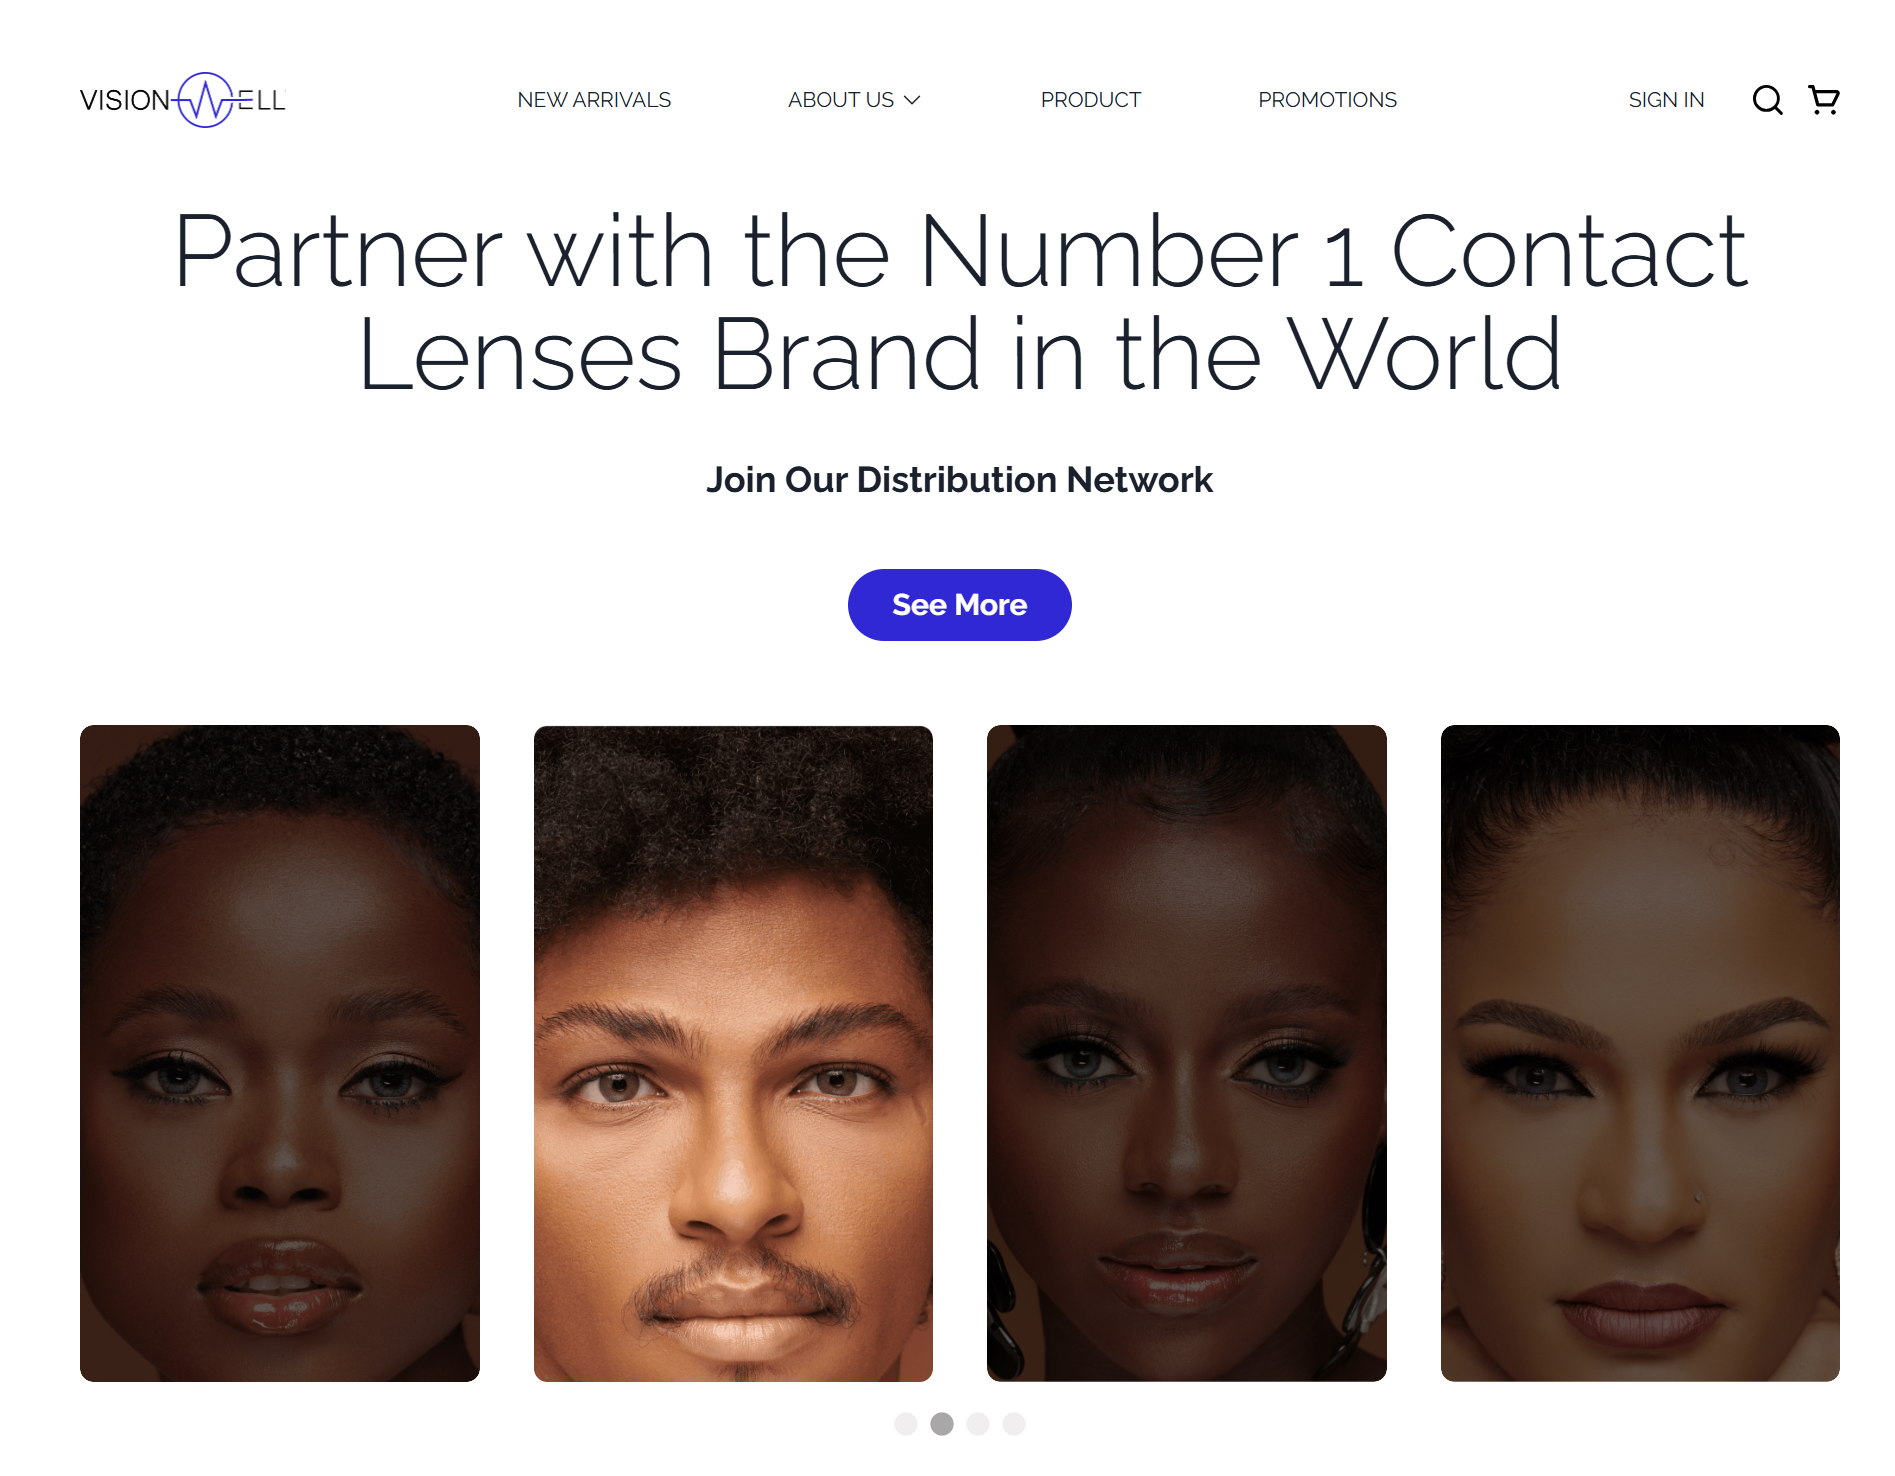 VISIONWELL
NEW ARRIVALS
ABOUT US
PRODUCT
PROMOTIONS
SIGN IN
Partner with the Number 1 Contact
Lenses Brand in the World
Join Our Distribution Network
See More